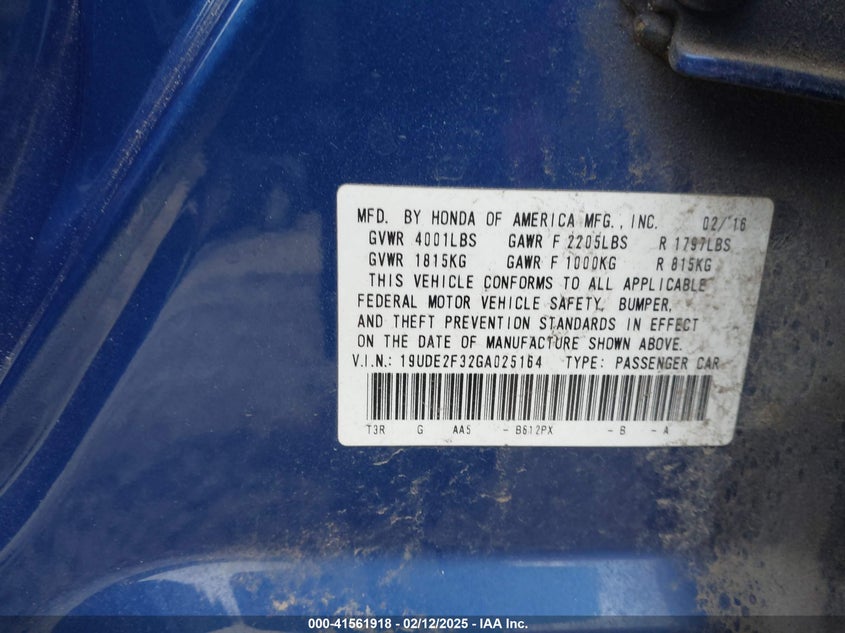 MFD. BY HONDA OF AMERICA MFG., INC. 02/16
GVWR 4001LBS GAWR F 2205LBS R 1797LBS
GVWR 1815KG GAWR F 1000KG R 815KG
THIS VEHICLE CONFORMS TO ALL APPLICABLE
FEDERAL MOTOR VEHICLE SAFETY, BUMPER,
AND THEFT PREVENTION STANDARDS IN EFFECT
ON THE DATE OF MANUFACTURE SHOWN ABOVE.
V.I.N.: 19UDE2F32GA025164 TYPE: PASSENGER CAR
T3R G AA5 - B612PX - B - A
000-41561918 - 02/12/2025 - IAA Inc.